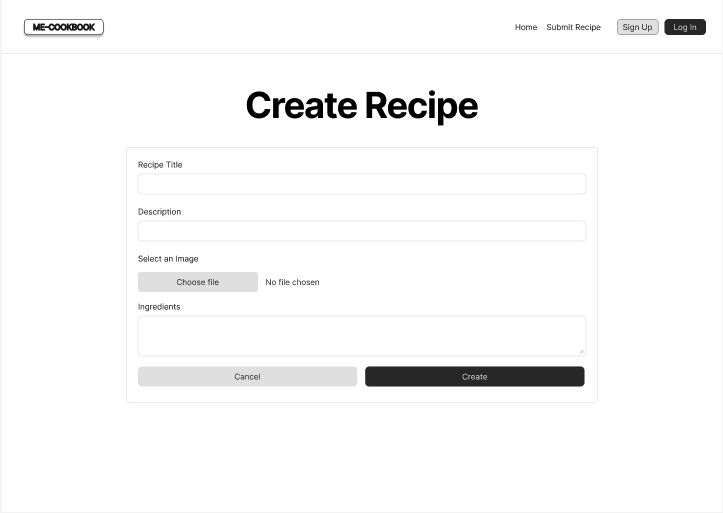 ME-COOKBOOK
Home Submit Recipe Sign Up Log In
Create Recipe
Recipe Title
Description
Select an Image
Choose file No file chosen
Ingredients
Cancel Create